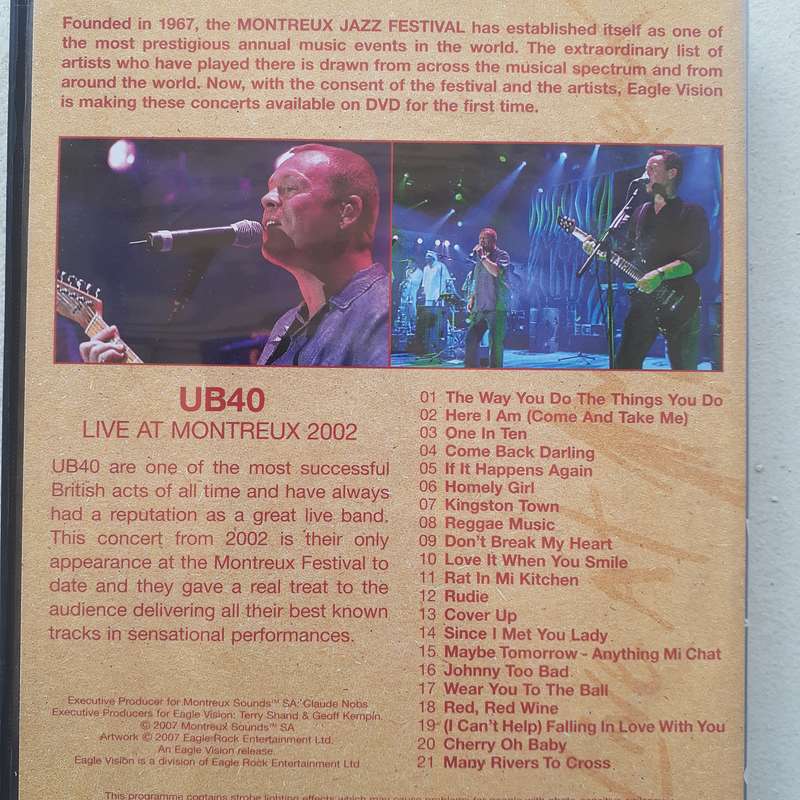 Founded in 1967, the MONTREUX JAZZ FESTIVAL has established itself as one of
the most prestigious annual music events in the world. The extraordinary list of
artists who have played there is drawn from across the musical spectrum and from
around the world. Now, with the consent of the festival and the artists, Eagle Vision
is making these concerts available on DVD for the first time.
UB40
LIVE AT MONTREUX 2002
UB40 are one of the most successful
British acts of all time and have always
had a reputation as a great live band.
This concert from 2002 is their only
appearance at the Montreux Festival to
date and they gave a real treat to the
audience delivering all their best known
tracks in sensational performances.
Executive Producer for Montreux Sounds™ SA: Claude Nobs
Executive Producers for Eagle Vision: Terry Shand & Geoff Kempin.
© 2007 Montreux Sounds™ SA
Artwork © 2007 Eagle Rock Entertainment Ltd.
An Eagle Vision release.
Eagle Vision is a division of Eagle Rock Entertainment Ltd
01 The Way You Do The Things You Do
02 Here I Am (Come And Take Me)
03 One In Ten
04 Come Back Darling
05 If It Happens Again
06 Homely Girl
07 Kingston Town
08 Reggae Music
09 Don't Break My Heart
10 Love It When You Smile
11 Rat In Mi Kitchen
12 Rudie
13 Cover Up
14 Since I Met You Lady
15 Maybe Tomorrow - Anything Mi Chat
16 Johnny Too Bad
17 Wear You To The Ball
18 Red, Red Wine
19 (I Can't Help) Falling In Love With You
20 Cherry Oh Baby
21 Many Rivers To Cross
This programme contains strobe lighting effects which may cause problems for people with